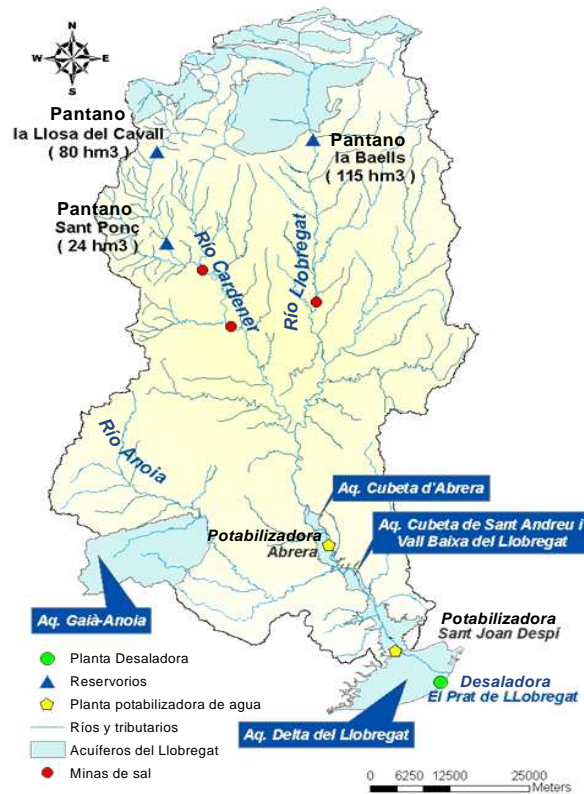 N
W E
S
Pantano
la Llosa del Cavall
( 80 hm3 )
Pantano
la Baells
( 115 hm3 )
Pantano
Sant Ponç
( 24 hm3 )
Río Cardener
Río Llobregat
Río Anoia
Aq. Cubeta d'Abrera
Potabilizadora
Abrera
Aq. Cubeta de Sant Andreu i
Vall Baixa del Llobregat
Aq. Gaià-Anoia
Potabilizadora
Sant Joan Despí
Desaladora
El Prat de LLobregat
Aq. Delta del Llobregat
Planta Desaladora
Reservorios
Planta potabilizadora de agua
Ríos y tributarios
Acuíferos del Llobregat
Minas de sal
0 6250 12500 25000
Meters